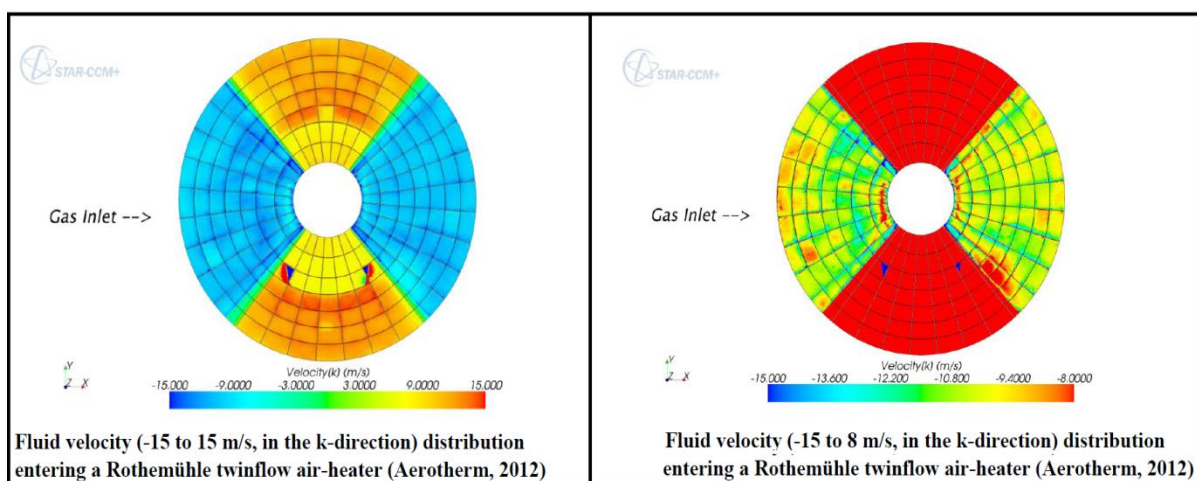 STAR-CCM+
Gas Inlet -->
Y
Z X
Velocity(k) (m/s)
-15.000 -9.0000 -3.0000 3.0000 9.0000 15.000
Fluid velocity (-15 to 15 m/s, in the k-direction) distribution
entering a Rothemühle twinflow air-heater (Aerotherm, 2012)
STAR-CCM+
Gas Inlet -->
Y
Z X
Velocity(k) (m/s)
-15.000 -13.600 -12.200 -10.800 -9.4000 -8.0000
Fluid velocity (-15 to 8 m/s, in the k-direction) distribution
entering a Rothemühle twinflow air-heater (Aerotherm, 2012)